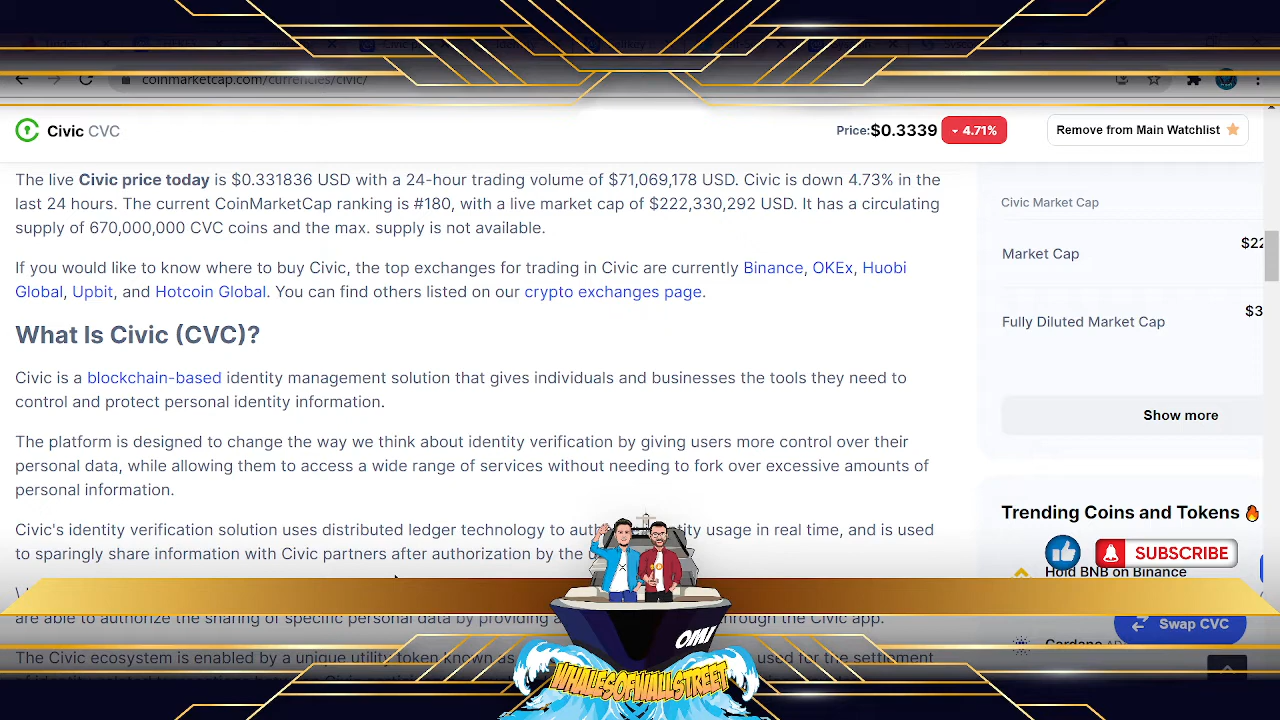 coinmarketcap.com/currencies/civic/
Civic CVC
Price:$0.3339 4.71%
Remove from Main Watchlist
The live Civic price today is $0.331836 USD with a 24-hour trading volume of $71,069,178 USD. Civic is down 4.73% in the
last 24 hours. The current CoinMarketCap ranking is #180, with a live market cap of $222,330,292 USD. It has a circulating
supply of 670,000,000 CVC coins and the max. supply is not available.
If you would like to know where to buy Civic, the top exchanges for trading in Civic are currently Binance, OKEx, Huobi
Global, Upbit, and Hotcoin Global. You can find others listed on our crypto exchanges page.
What Is Civic (CVC)?
Civic is a blockchain-based identity management solution that gives individuals and businesses the tools they need to
control and protect personal identity information.
The platform is designed to change the way we think about identity verification by giving users more control over their
personal data, while allowing them to access a wide range of services without needing to fork over excessive amounts of
personal information.
Civic's identity verification solution uses distributed ledger technology to usage in real time, and is used
to sparingly share information with Civic partners after authorization by the
are able to authorize the sharing of specific personal data by providing through the Civic app.
The Civic ecosystem is enabled by a unique utility token known as used for the settlement
Civic Market Cap
Market Cap
$22
Fully Diluted Market Cap
$3
Show more
Trending Coins and Tokens
SUBSCRIBE
Hold BNB on Binance
Cardano
Swap CVC
OMI
WHALESOFWALLSTREET